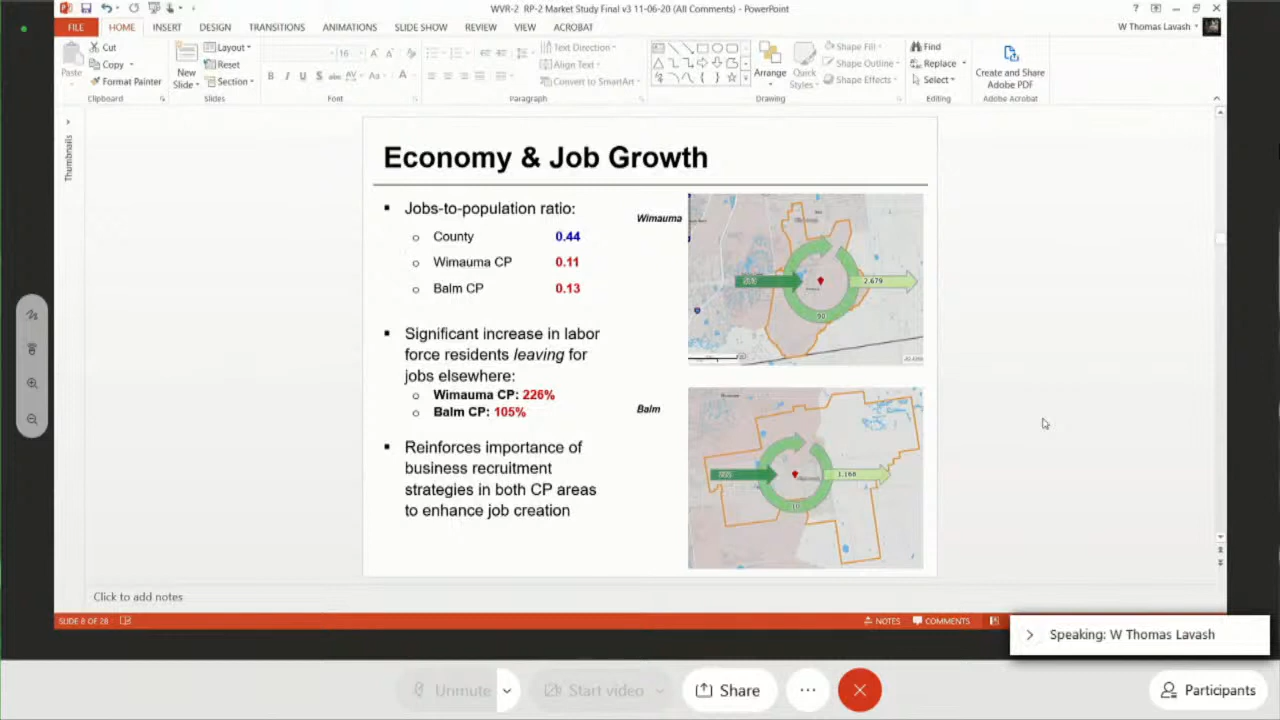 WVR-2 RP-2 Market Study Final v3 11-06-20 (All Comments) - PowerPoint
FILE HOME INSERT DESIGN TRANSITIONS ANIMATIONS SLIDE SHOW REVIEW VIEW ACROBAT
W Thomas Lavash
Paste
Cut
Copy
Format Painter
Clipboard
New Slide
Layout
Reset
Section
Slides
16
Font
Text Direction
Align Text
Convert to SmartArt
Paragraph
Arrange
Quick Styles
Shape Fill
Shape Outline
Shape Effects
Drawing
Find
Replace
Select
Editing
Create and Share
Adobe PDF
Adobe Acrobat
Thumbnails
Economy & Job Growth
Jobs-to-population ratio:
County 0.44
Wimauma CP 0.11
Balm CP 0.13
Significant increase in labor
force residents leaving for
jobs elsewhere:
Wimauma CP: 226%
Balm CP: 105%
Reinforces importance of
business recruitment
strategies in both CP areas
to enhance job creation
Wimauma
2,679
90
Balm
1,168
Click to add notes
SLIDE 8 OF 28
NOTES COMMENTS
Speaking: W Thomas Lavash
Unmute
Start video
Share
Participants